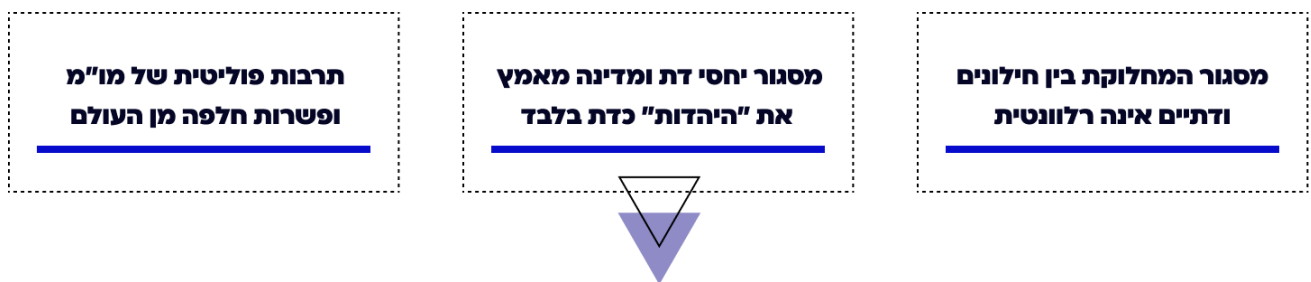 מסגור המחלוקת בין חילונים
ודתיים אינה רלוונטית
מסגור יחסי דת ומדינה מאמץ
את "היהדות" כדת בלבד
תרבות פוליטית של מו"מ
ופשרות חלפה מן העולם